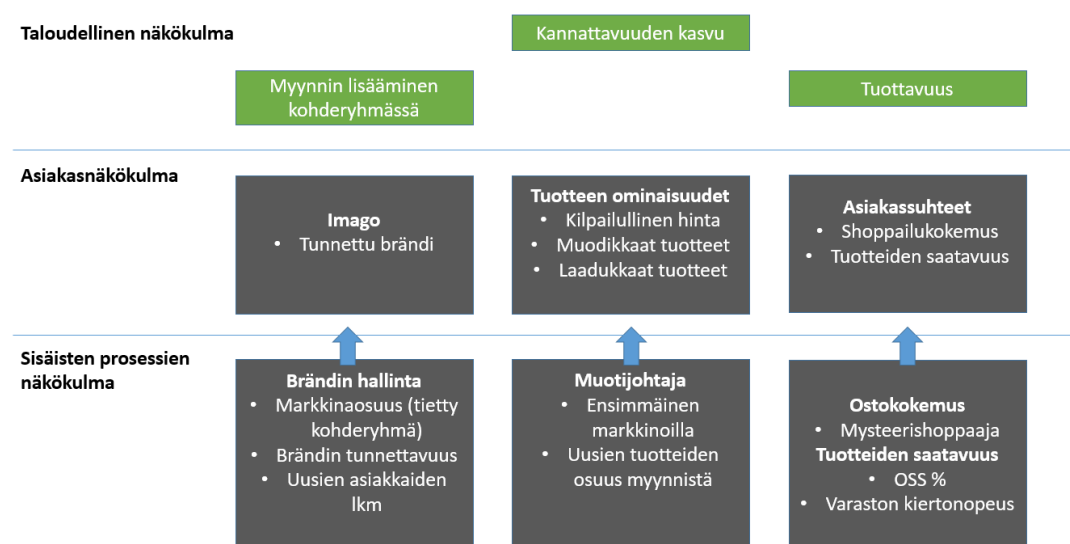 Taloudellinen näkökulma
Kannattavuuden kasvu
Myynnin lisääminen
kohderyhmässä
Tuottavuus
Asiakasnäkökulma
Imago
• Tunnettu brändi
Tuotteen ominaisuudet
• Kilpailullinen hinta
• Muodikkaat tuotteet
• Laadukkaat tuotteet
Asiakassuhteet
• Shoppailukokemus
• Tuotteiden saatavuus
Sisäisten prosessien
näkökulma
Brändin hallinta
• Markkinaosuus (tietty
kohderyhmä)
• Brändin tunnettavuus
• Uusien asiakkaiden
lkm
Muotijohtaja
• Ensimmäinen
markkinoilla
• Uusien tuotteiden
osuus myynnistä
Ostokokemus
• Mysteerishoppaaja
Tuotteiden saatavuus
• OSS %
• Varaston kiertonopeus